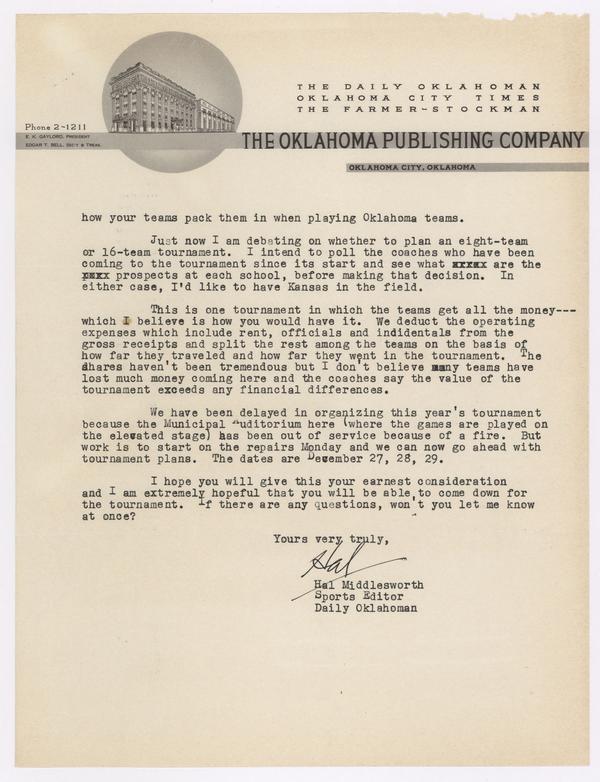 THE DAILY OKLAHOMAN
OKLAHOMA CITY TIMES
THE FARMER-STOCKMAN
Phone 2-1211
E. K. GAYLORD, PRESIDENT
EDGAR T. BELL, SEC'Y & TREAS.
THE OKLAHOMA PUBLISHING COMPANY
OKLAHOMA CITY, OKLAHOMA
how your teams pack them in when playing Oklahoma teams.
Just now I am debating on whether to plan an eight-team
or 16-team tournament. I intend to poll the coaches who have been
coming to the tournament since its start and see what are the
prospects at each school, before making that decision. In
either case, I'd like to have Kansas in the field.
This is one tournament in which the teams get all the money---
which I believe is how you would have it. We deduct the operating
expenses which include rent, officials and indidentals from the
gross receipts and split the rest among the teams on the basis of
how far they traveled and how far they went in the tournament. The
shares haven't been tremendous but I don't believe many teams have
lost much money coming here and the coaches say the value of the
tournament exceeds any financial differences.
We have been delayed in organizing this year's tournament
because the Municipal Auditorium here (where the games are played on
the elevated stage) has been out of service because of a fire. But
work is to start on the repairs Monday and we can now go ahead with
tournament plans. The dates are December 27, 28, 29.
I hope you will give this your earnest consideration
and I am extremely hopeful that you will be able to come down for
the tournament. If there are any questions, won't you let me know
at once?
Yours very truly,
Hal
Hal Middlesworth
Sports Editor
Daily Oklahoman